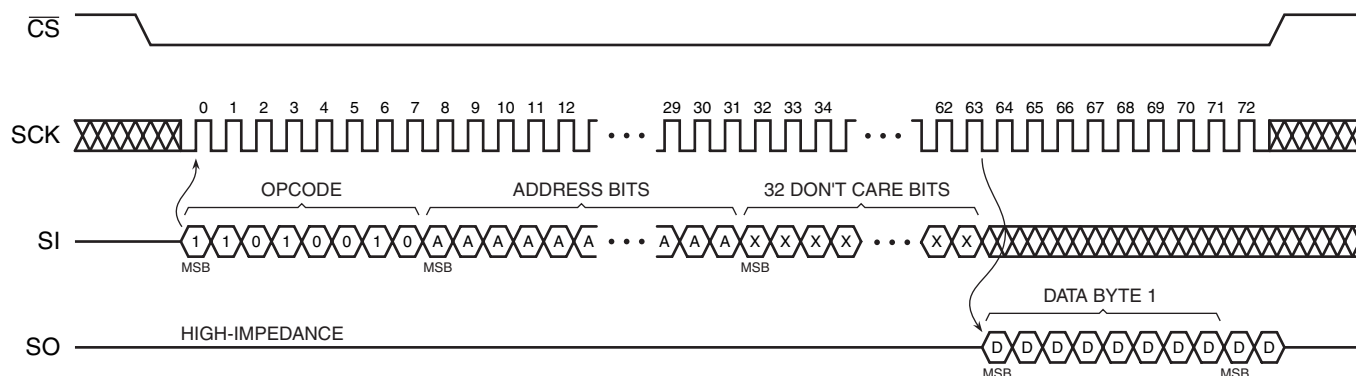 CS
0 1 2 3 4 5 6 7 8 9 10 11 12 29 30 31 32 33 34 62 63 64 65 66 67 68 69 70 71 72
SCK
OPCODE ADDRESS BITS 32 DON'T CARE BITS
SI 1 1 0 1 0 0 1 0 A A A A A A A A A X X X X X X
MSB MSB MSB
DATA BYTE 1
HIGH-IMPEDANCE
SO D D D D D D D D D D
MSB MSB